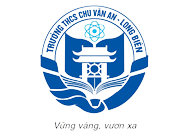 TRƯỜNG THCS CHU VĂN AN - LONG BIÊN
Vững vàng, vươn xa